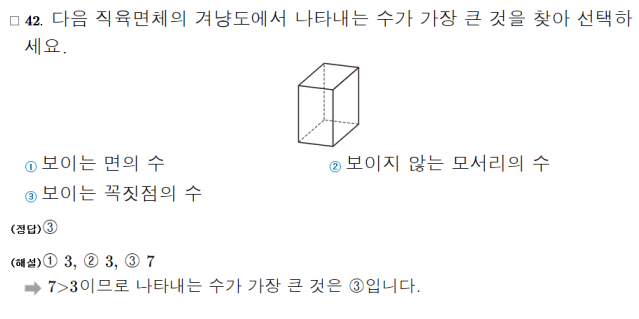 □ 42. 다음 직육면체의 겨냥도에서 나타내는 수가 가장 큰 것을 찾아 선택하
세요.
① 보이는 면의 수 ② 보이지 않는 모서리의 수
③ 보이는 꼭짓점의 수
(정답)③
(해설)① 3, ② 3, ③ 7
➡ 7>3이므로 나타내는 수가 가장 큰 것은 ③입니다.